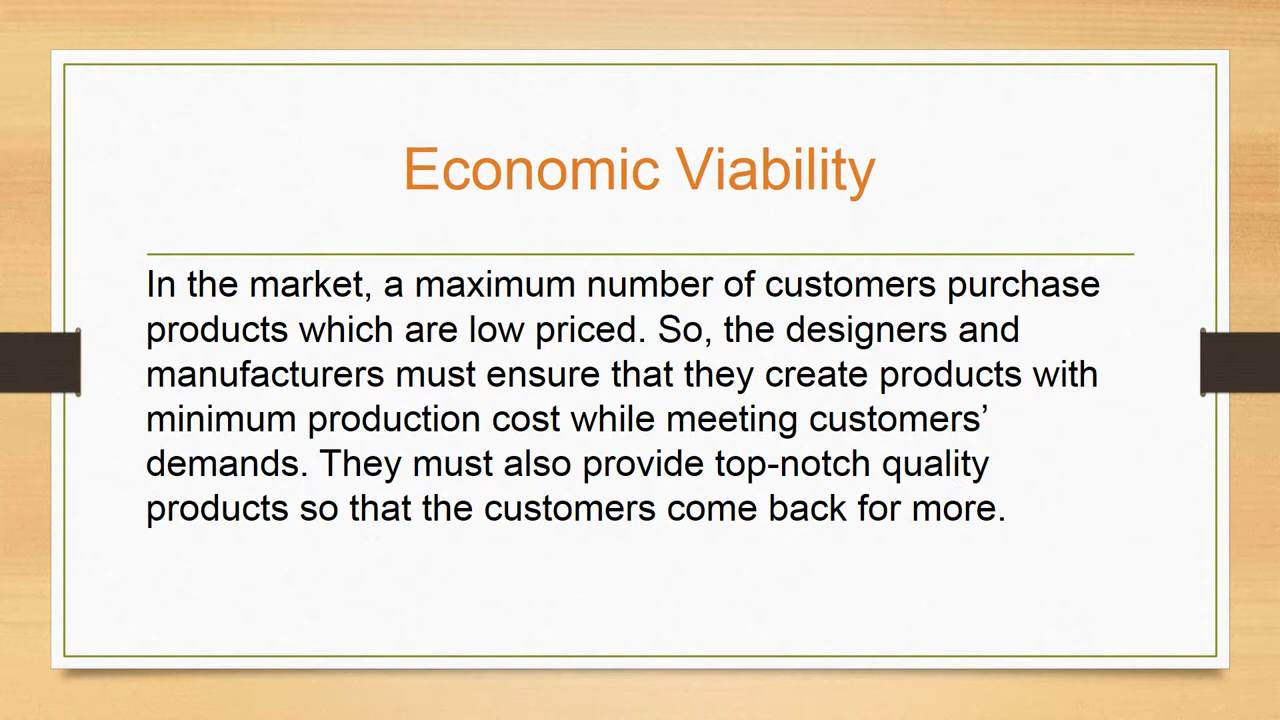 Economic Viability
In the market, a maximum number of customers purchase
products which are low priced. So, the designers and
manufacturers must ensure that they create products with
minimum production cost while meeting customers’
demands. They must also provide top-notch quality
products so that the customers come back for more.